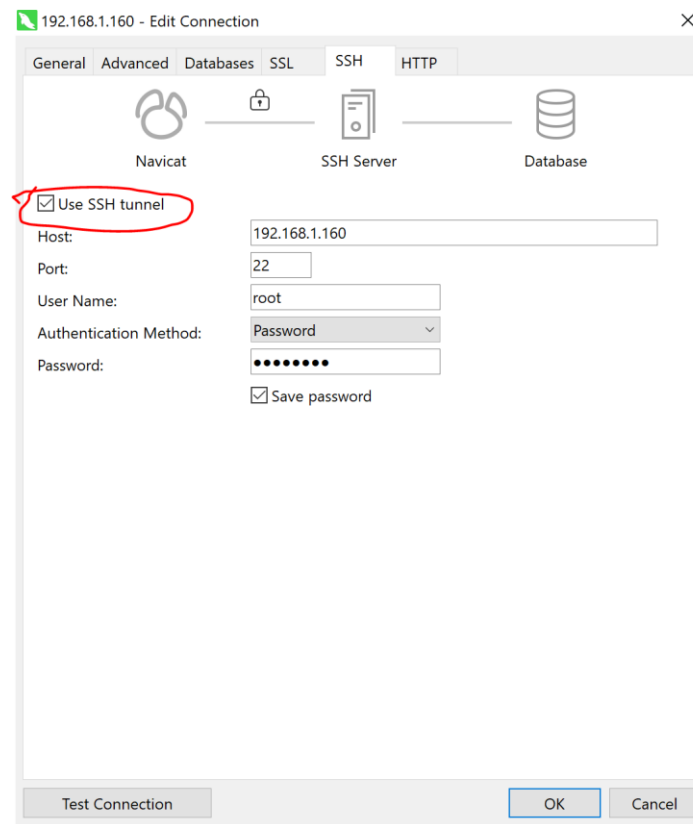 192.168.1.160 - Edit Connection
General Advanced Databases SSL SSH HTTP
Navicat SSH Server Database
Use SSH tunnel
Host: 192.168.1.160
Port: 22
User Name: root
Authentication Method: Password
Password: ●●●●●●●●
Save password
Test Connection OK Cancel